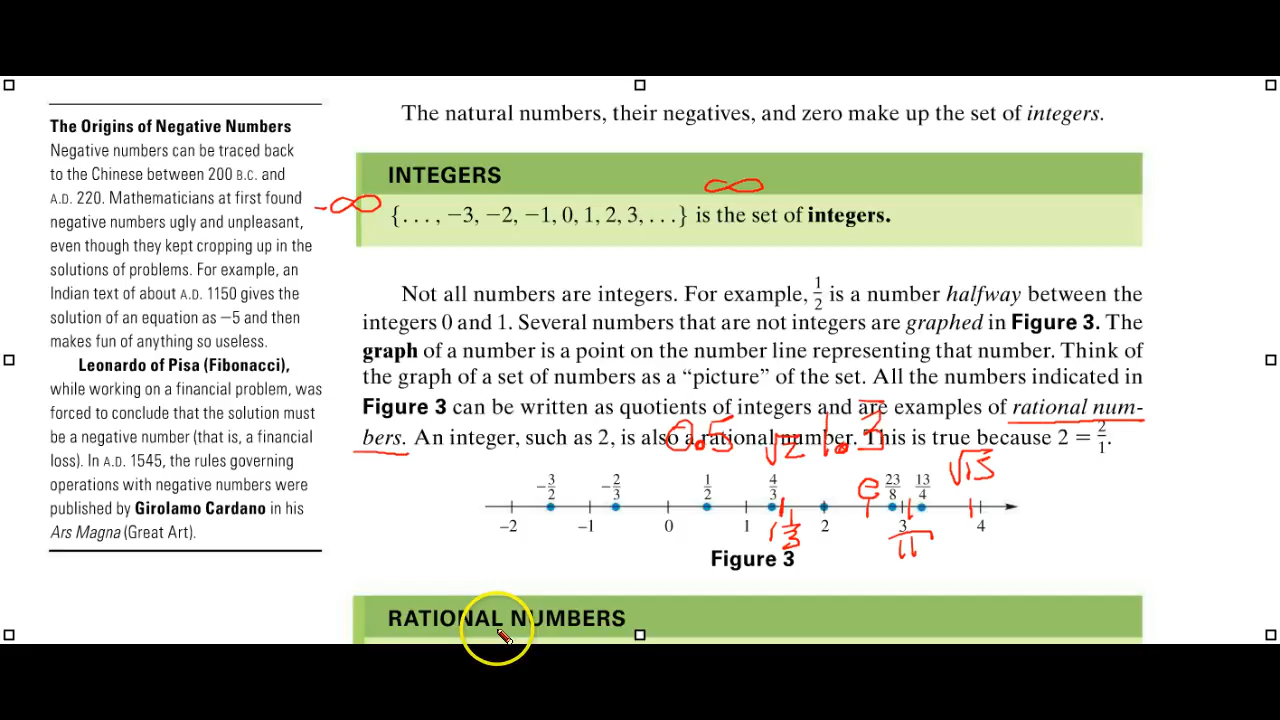 The Origins of Negative Numbers
Negative numbers can be traced back
to the Chinese between 200 B.C. and
A.D. 220. Mathematicians at first found
negative numbers ugly and unpleasant,
even though they kept cropping up in the
solutions of problems. For example, an
Indian text of about A.D. 1150 gives the
solution of an equation as −5 and then
makes fun of anything so useless.
Leonardo of Pisa (Fibonacci),
while working on a financial problem, was
forced to conclude that the solution must
be a negative number (that is, a financial
loss). In A.D. 1545, the rules governing
operations with negative numbers were
published by Girolamo Cardano in his
Ars Magna (Great Art).
The natural numbers, their negatives, and zero make up the set of integers.
INTEGERS
-∞ ∞
{. . . , −3, −2, −1, 0, 1, 2, 3, . . .} is the set of integers.
Not all numbers are integers. For example, 1/2 is a number halfway between the
integers 0 and 1. Several numbers that are not integers are graphed in Figure 3. The
graph of a number is a point on the number line representing that number. Think of
the graph of a set of numbers as a “picture” of the set. All the numbers indicated in
Figure 3 can be written as quotients of integers and are examples of rational num-
bers. An integer, such as 2, is also a rational number. This is true because 2 = 2/1.
0.5 √2 1.3̅ √15
−3/2 −2/3 1/2 4/3 e 23/8 13/4
−2 −1 0 1 2 3 4
1 1/3 π
Figure 3
RATIONAL NUMBERS